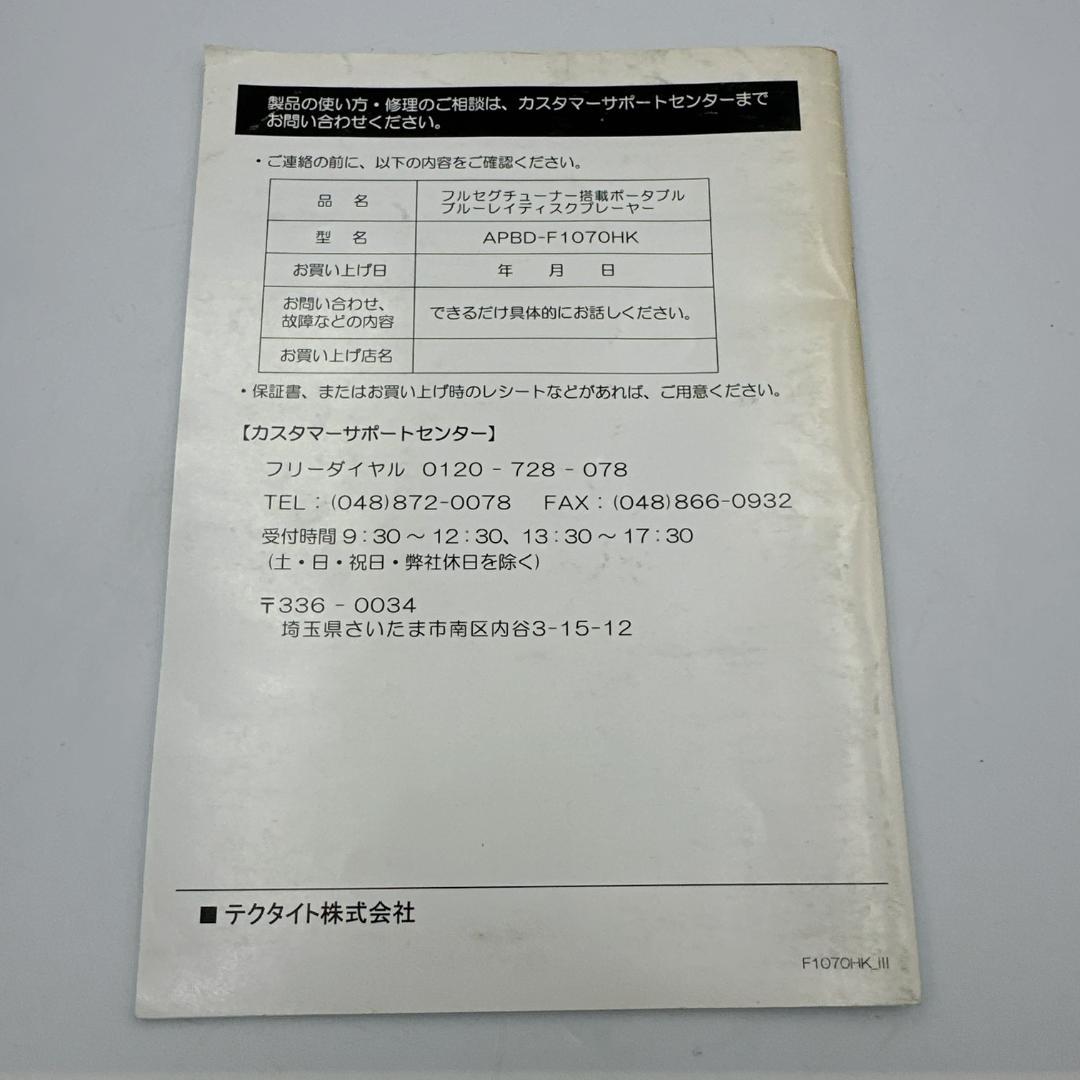 製品の使い方・修理のご相談は、カスタマーサポートセンターまで
お問い合わせください。
・ご連絡の前に、以下の内容をご確認ください。
品 名
フルセグチューナー搭載ポータブル
ブルーレイディスクプレーヤー
型 名
APBD-F1070HK
お買い上げ日
年 月 日
お問い合わせ、
故障などの内容
できるだけ具体的にお話しください。
お買い上げ店名
・保証書、またはお買い上げ時のレシートなどがあれば、ご用意ください。
【カスタマーサポートセンター】
フリーダイヤル 0120 - 728 - 078
TEL : (048)872-0078 FAX : (048)866-0932
受付時間 9 : 30 ~ 12 : 30、13 : 30 ~ 17 : 30
(土・日・祝日・弊社休日を除く)
〒336 - 0034
埼玉県さいたま市南区内谷3-15-12
■ テクタイト株式会社
F1070HK_III